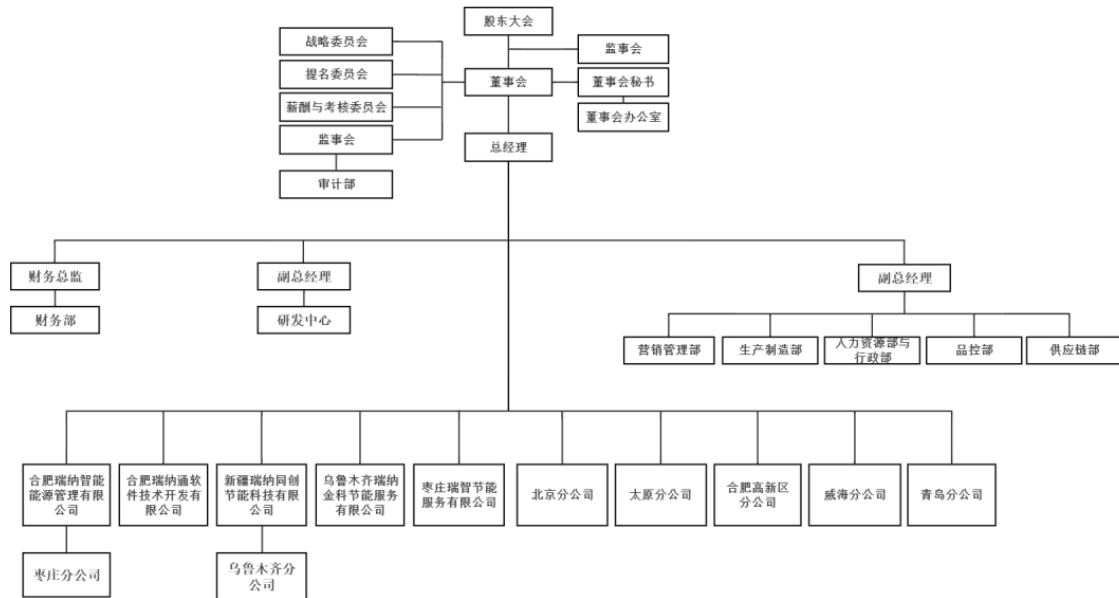 股东大会
战略委员会
监事会
提名委员会
董事会
董事会秘书
薪酬与考核委员会
董事会办公室
监事会
总经理
审计部
财务总监
副总经理
副总经理
财务部
研发中心
营销管理部
生产制造部
人力资源部与
行政部
品控部
供应链部
合肥瑞纳智能
能源管理有限
公司
合肥瑞纳通软
件技术开发有
限公司
新疆瑞纳同创
节能科技有限
公司
乌鲁木齐瑞纳
金科节能服务
有限公司
枣庄瑞智节能
服务有限公司
北京分公司
太原分公司
合肥高新区
分公司
威海分公司
青岛分公司
枣庄分公司
乌鲁木齐分
公司